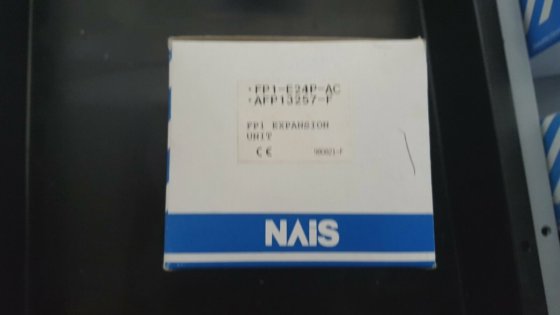 ·FP1-E24P-AC
·AFP13257-F
FP1 EXPANSION
UNIT
CE
NAiS